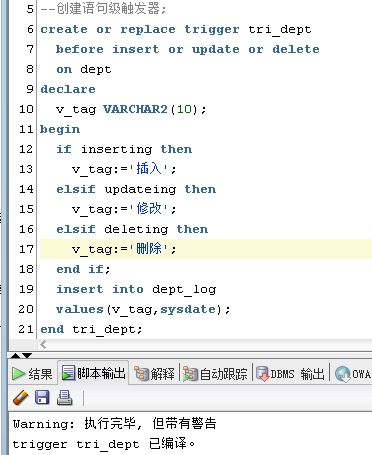 5 --创建语句级触发器;
6 create or replace trigger tri_dept
7 before insert or update or delete
8 on dept
9 declare
10 v_tag VARCHAR2(10);
11 begin
12 if inserting then
13 v_tag:='插入';
14 elsif updateing then
15 v_tag:='修改';
16 elsif deleting then
17 v_tag:='删除';
18 end if;
19 insert into dept_log
20 values(v_tag,sysdate);
21 end tri_dept;
结果 脚本输出 解释 自动跟踪 DBMS 输出 OWA
Warning: 执行完毕, 但带有警告
trigger tri_dept 已编译。